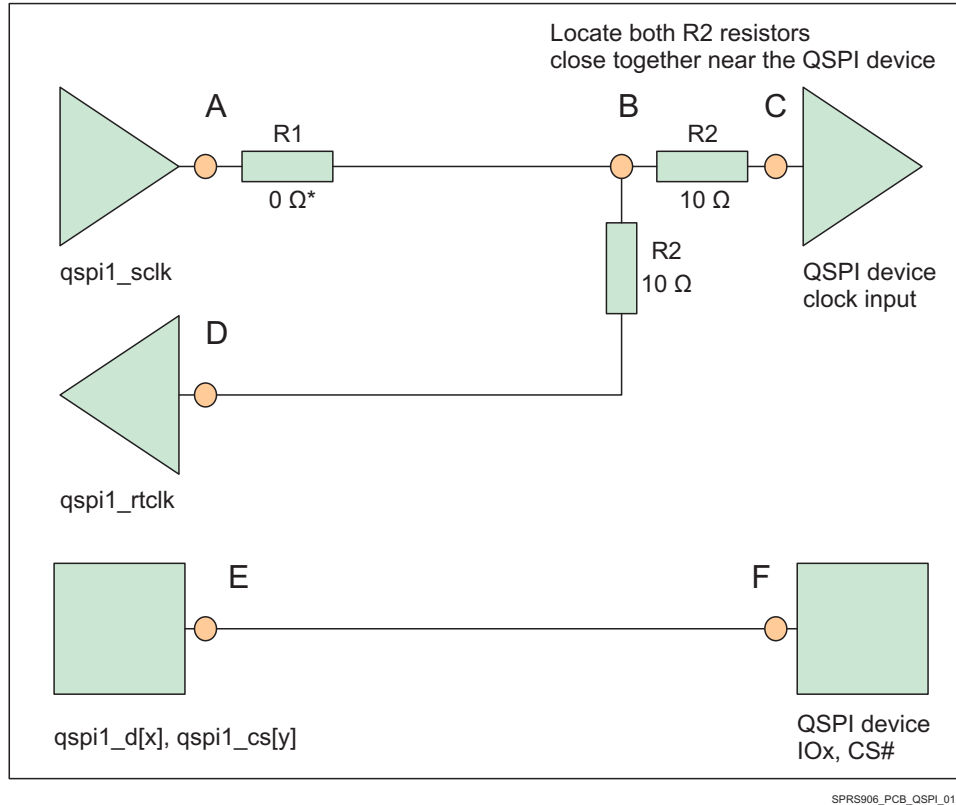 Locate both R2 resistors
close together near the QSPI device
A
B
C
R1
R2
0 Ω*
10 Ω
R2
10 Ω
qspi1_sclk
QSPI device
clock input
D
qspi1_rtclk
E
F
qspi1_d[x], qspi1_cs[y]
QSPI device
IOx, CS#
SPRS906_PCB_QSPI_01